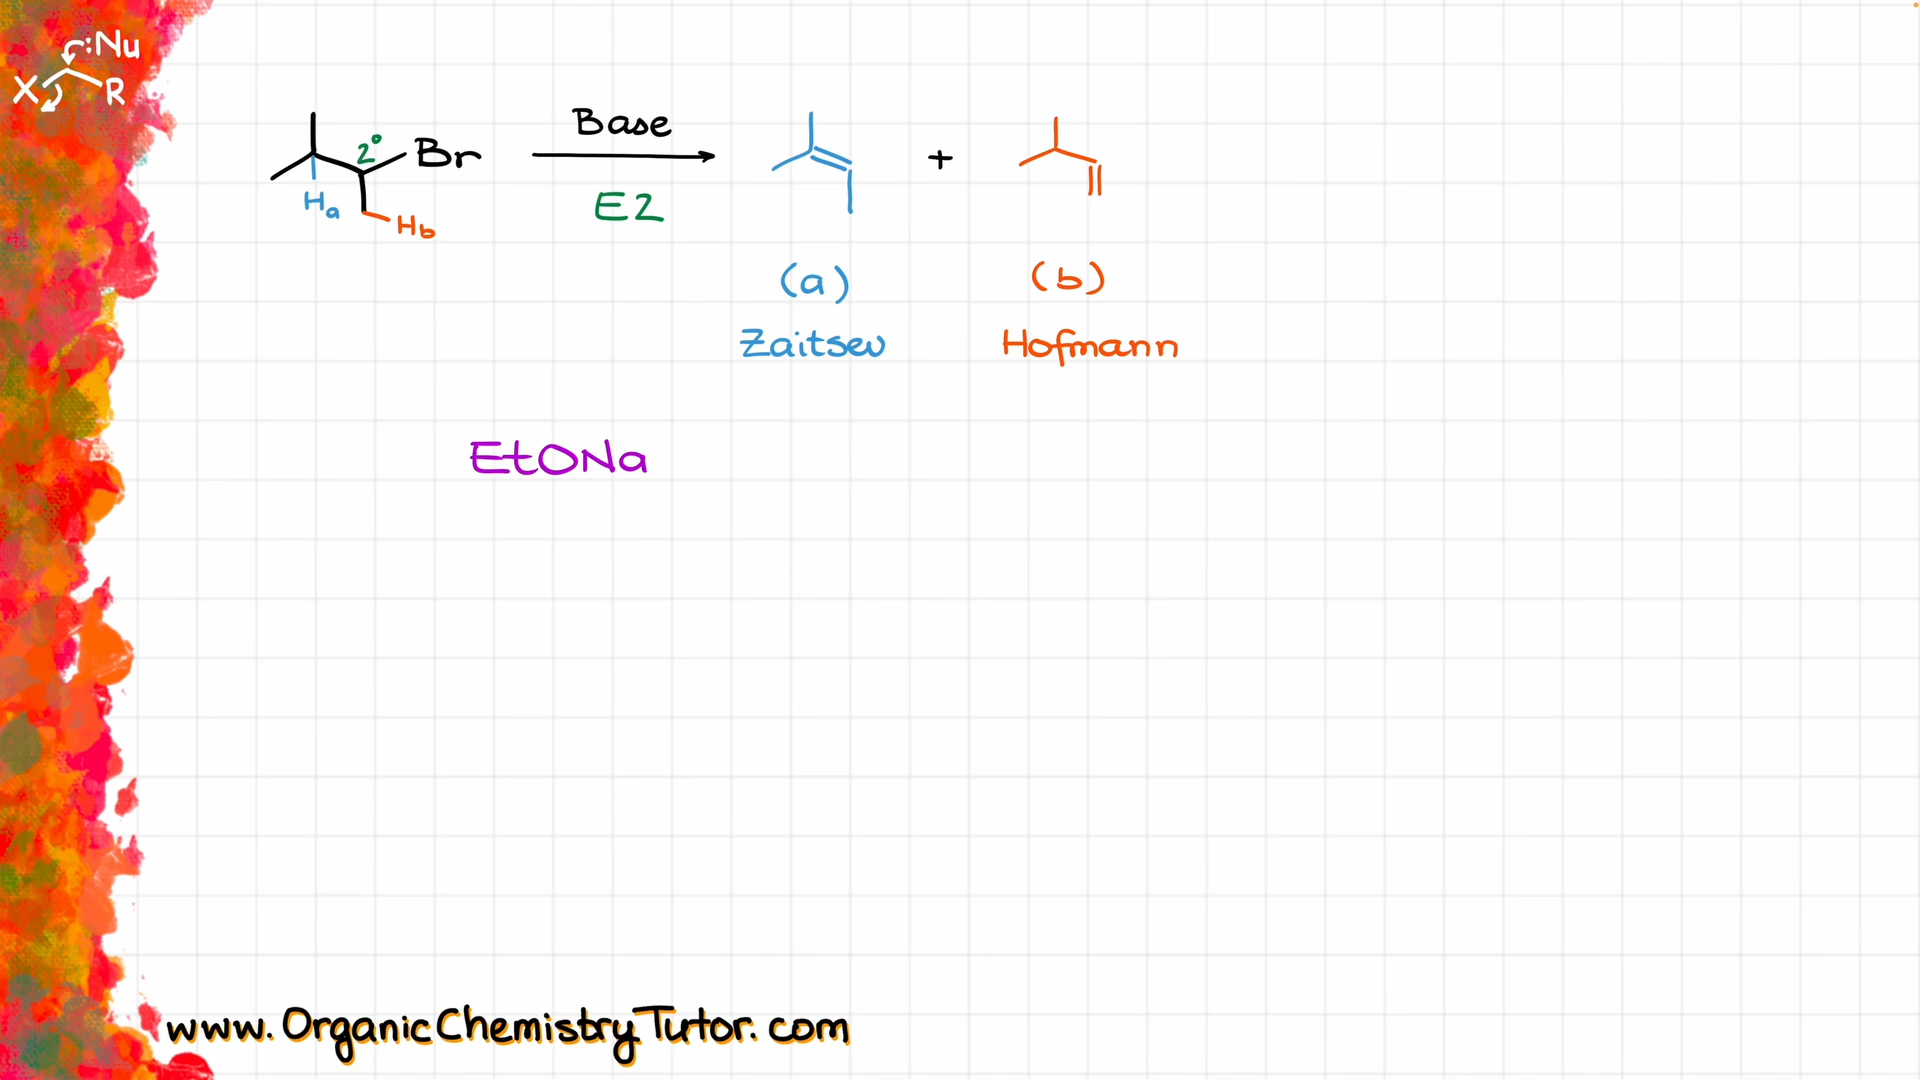 :Nu
X R
2° Br
Ha
Hb
Base
E2
+
(a) (b)
Zaitsev Hofmann
EtONa
www.OrganicChemistryTutor.com